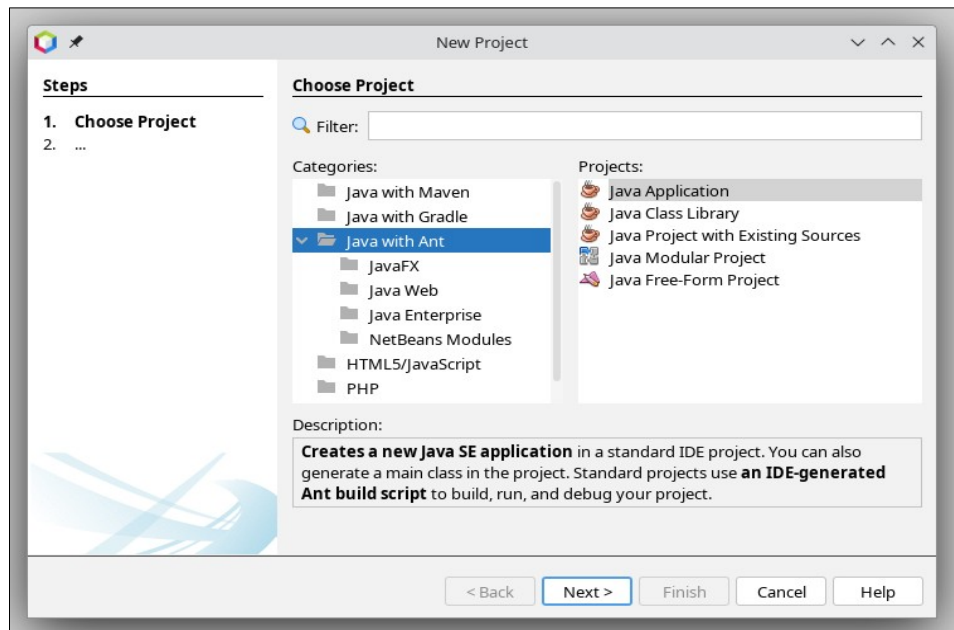 New Project
Steps
1. Choose Project
2. ...
Choose Project
Filter:
Categories:
Java with Maven
Java with Gradle
Java with Ant
JavaFX
Java Web
Java Enterprise
NetBeans Modules
HTML5/JavaScript
PHP
Projects:
Java Application
Java Class Library
Java Project with Existing Sources
Java Modular Project
Java Free-Form Project
Description:
Creates a new Java SE application in a standard IDE project. You can also
generate a main class in the project. Standard projects use an IDE-generated
Ant build script to build, run, and debug your project.
< Back
Next >
Finish
Cancel
Help